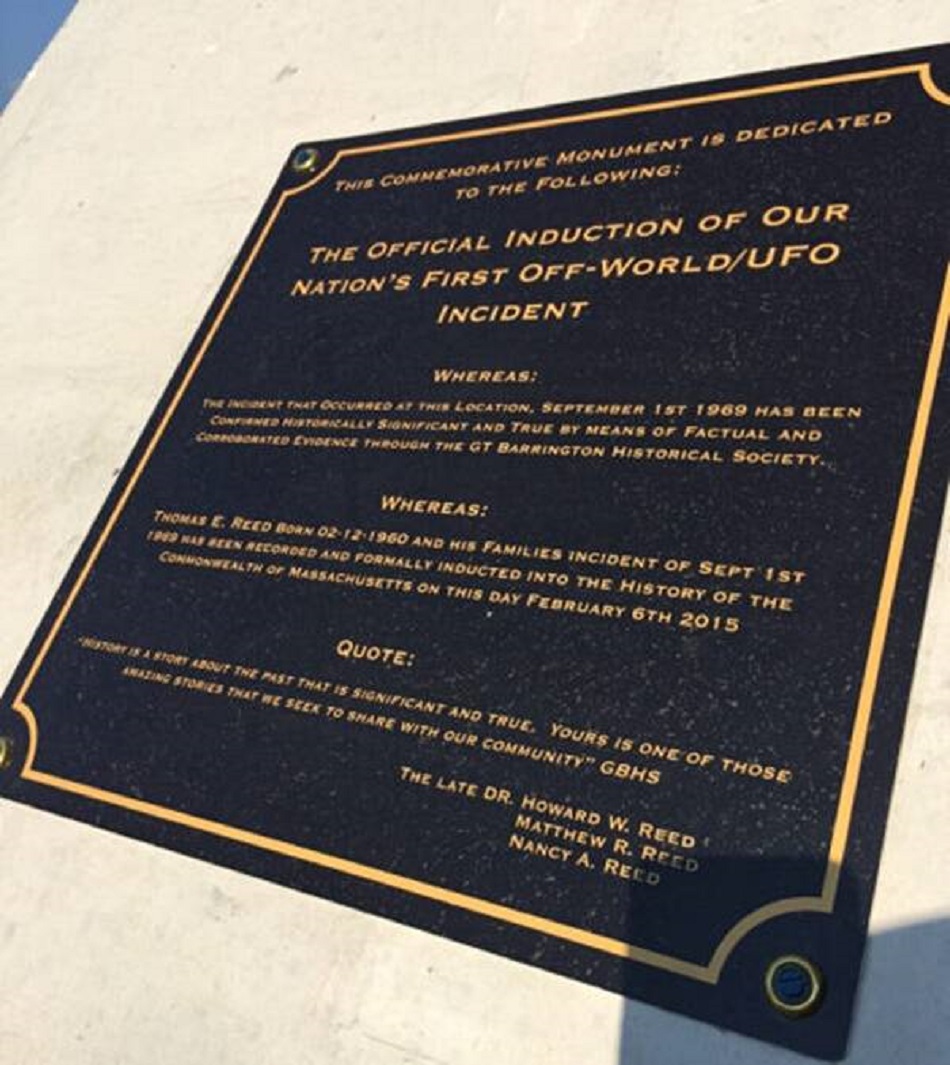 This Commemorative Monument is dedicated
to the Following:
The Official Induction of Our
Nation's First Off-World/UFO
Incident
Whereas:
The Incident that Occurred at this Location, September 1st 1969 has been
Confirmed Historically Significant and True by means of Factual and
Corroborated Evidence through the GT Barrington Historical Society.
Whereas:
Thomas E. Reed Born 02-12-1960 and his Families incident of Sept 1st
1969 has been recorded and formally inducted into the History of the
Commonwealth of Massachusetts on this day February 6th 2015
Quote:
"History is a story about the past that is significant and true. Yours is one of those
amazing stories that we seek to share with our community" GBHS
The late Dr. Howard W. Reed
Matthew R. Reed
Nancy A. Reed